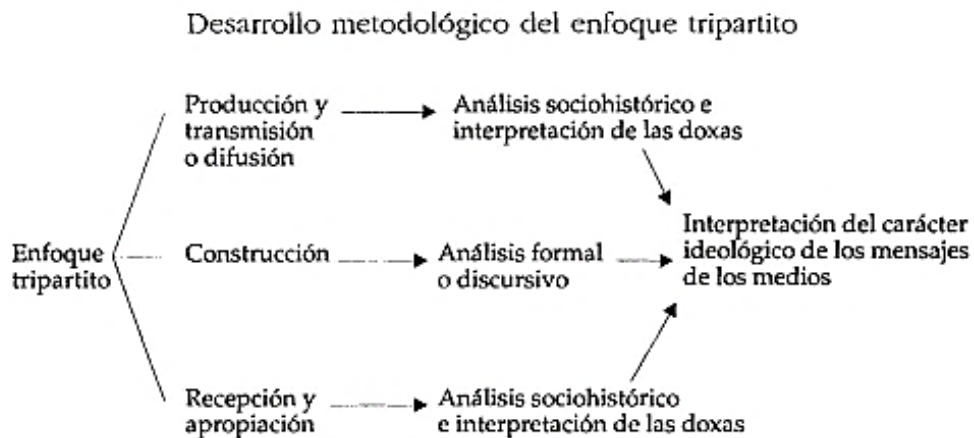 Desarrollo metodológico del enfoque tripartito
Producción y
transmisión
o difusión
Análisis sociohistórico e
interpretación de las doxas
Enfoque
tripartito
Construcción
Análisis formal
o discursivo
Interpretación del carácter
ideológico de los mensajes
de los medios
Recepción y
apropiación
Análisis sociohistórico
e interpretación de las doxas